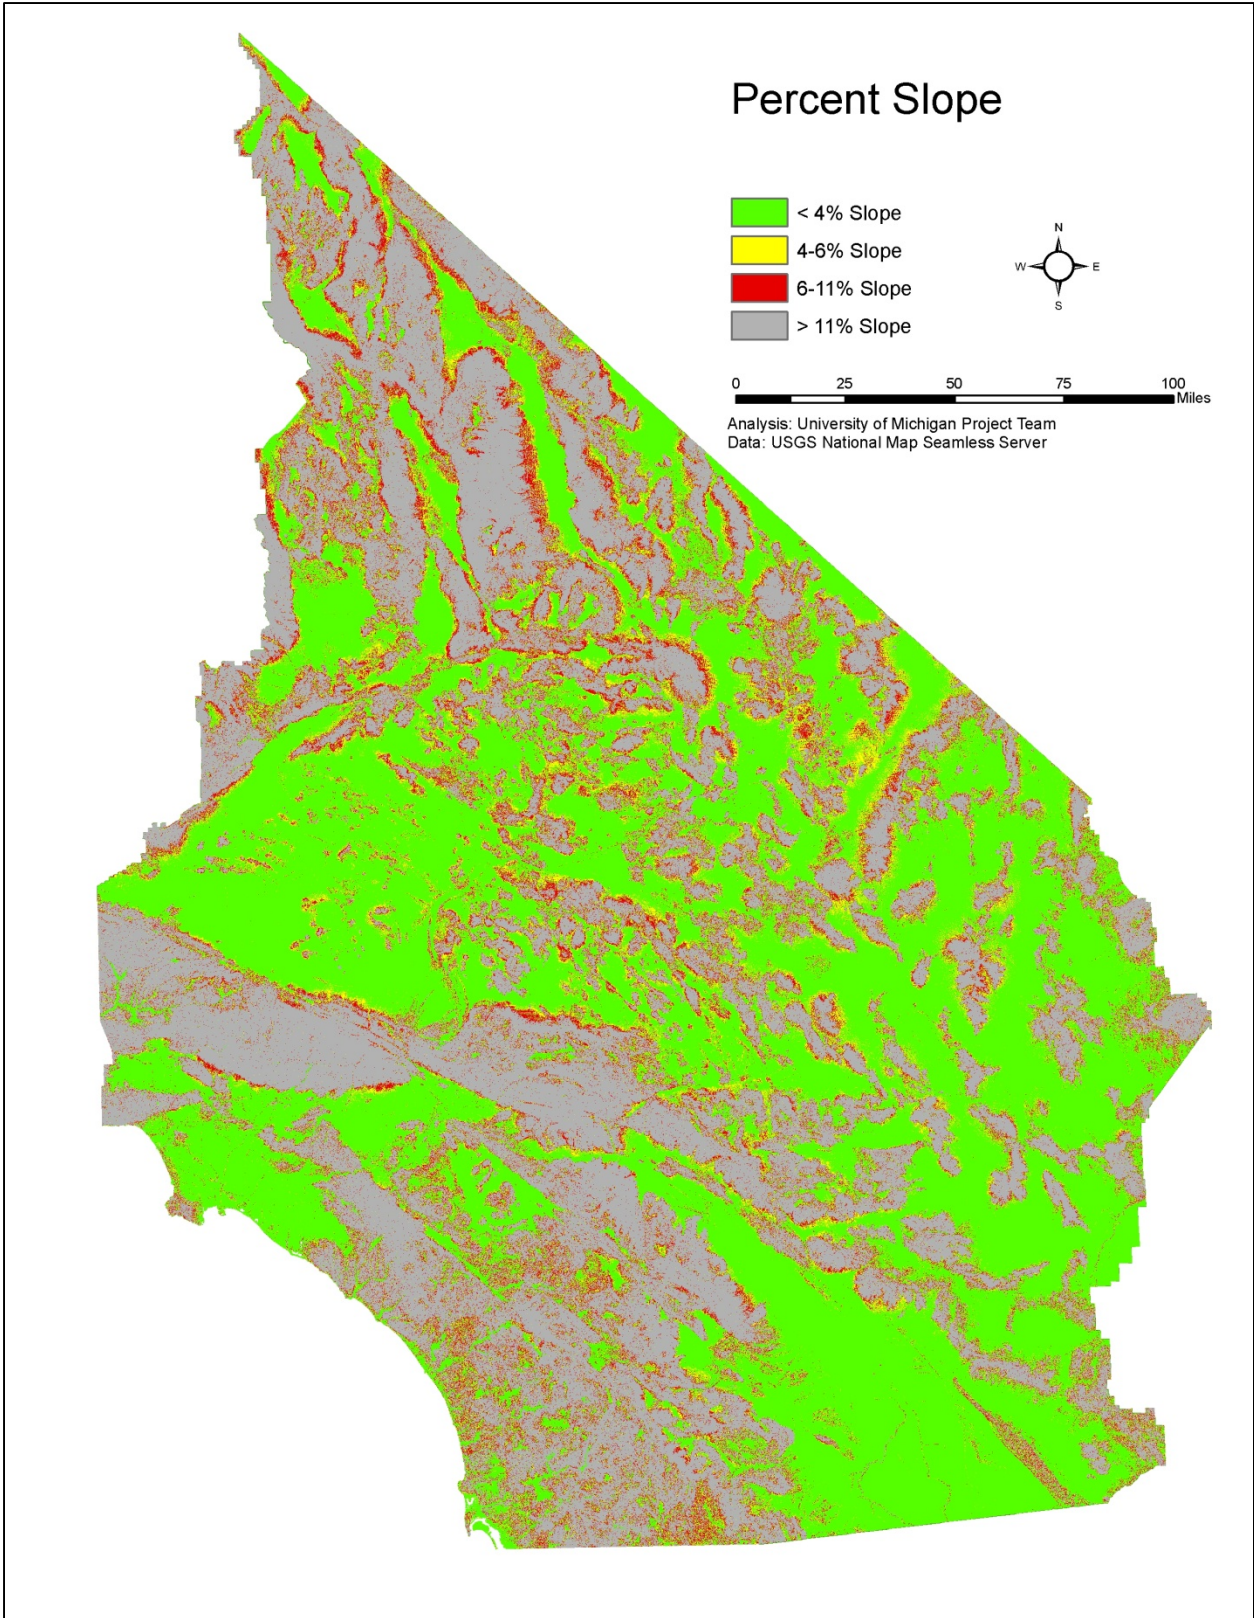 Percent Slope
< 4% Slope
4-6% Slope
6-11% Slope
> 11% Slope
N
W E
S
0 25 50 75 100
Miles
Analysis: University of Michigan Project Team
Data: USGS National Map Seamless Server